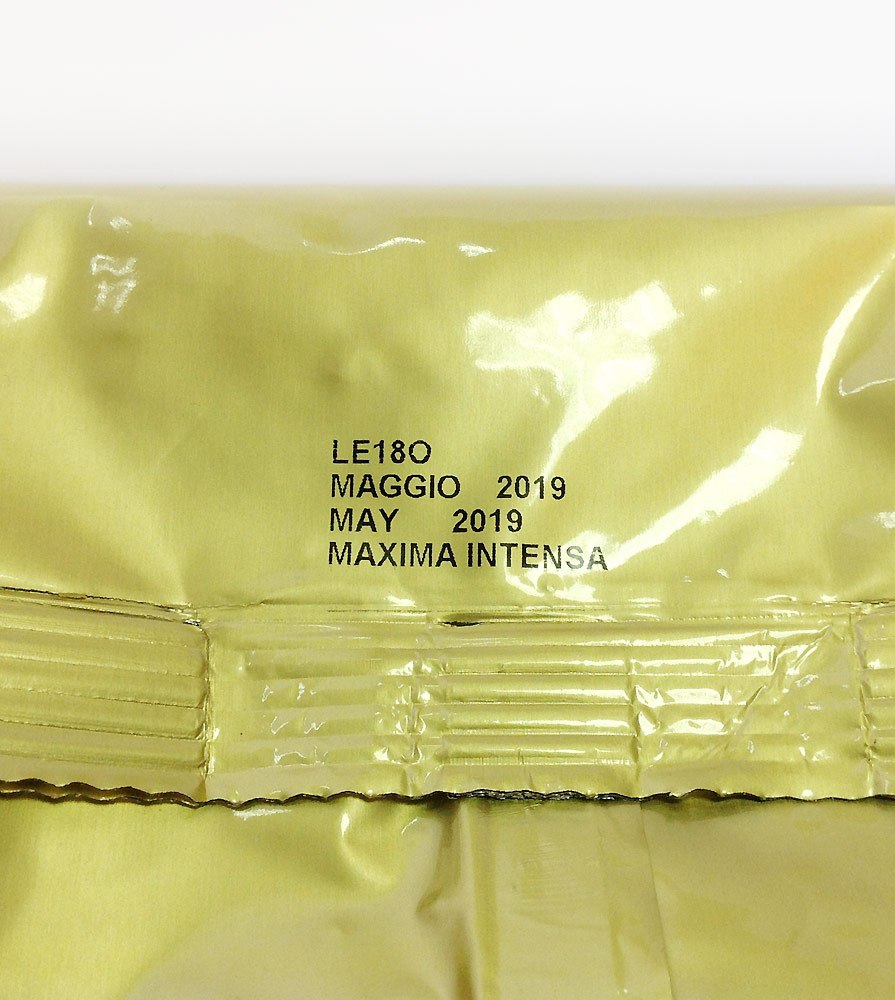 LE18O
MAGGIO 2019
MAY 2019
MAXIMA INTENSA